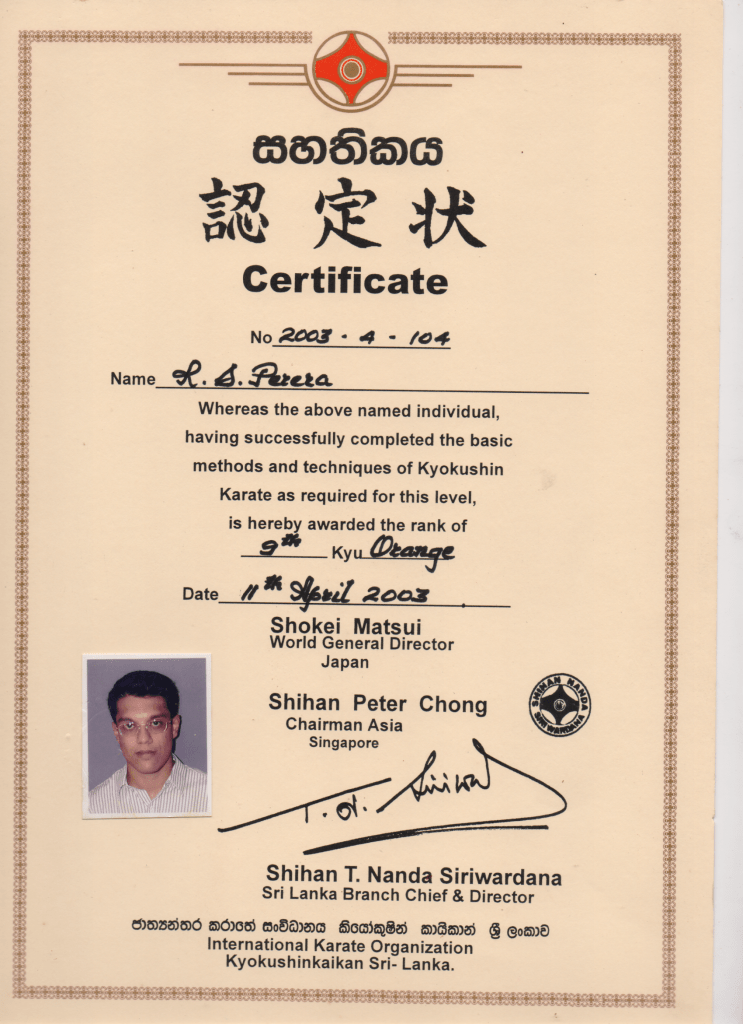 සහතිකය
認定状
Certificate
No 2003 - 4 - 104
Name K. S. Perera
Whereas the above named individual,
having successfully completed the basic
methods and techniques of Kyokushin
Karate as required for this level,
is hereby awarded the rank of
9th Kyu Orange
Date 11th April 2003
Shokei Matsui
World General Director
Japan
Shihan Peter Chong
Chairman Asia
Singapore
SHIHAN NANDA
SIRIWARDANA
T. N. Siriwar
Shihan T. Nanda Siriwardana
Sri Lanka Branch Chief & Director
ජාත්‍යන්තර කරාතේ සංවිධානය කියෝකුෂින් කායිකාන් ශ්‍රී ලංකාව
International Karate Organization
Kyokushinkaikan Sri- Lanka.